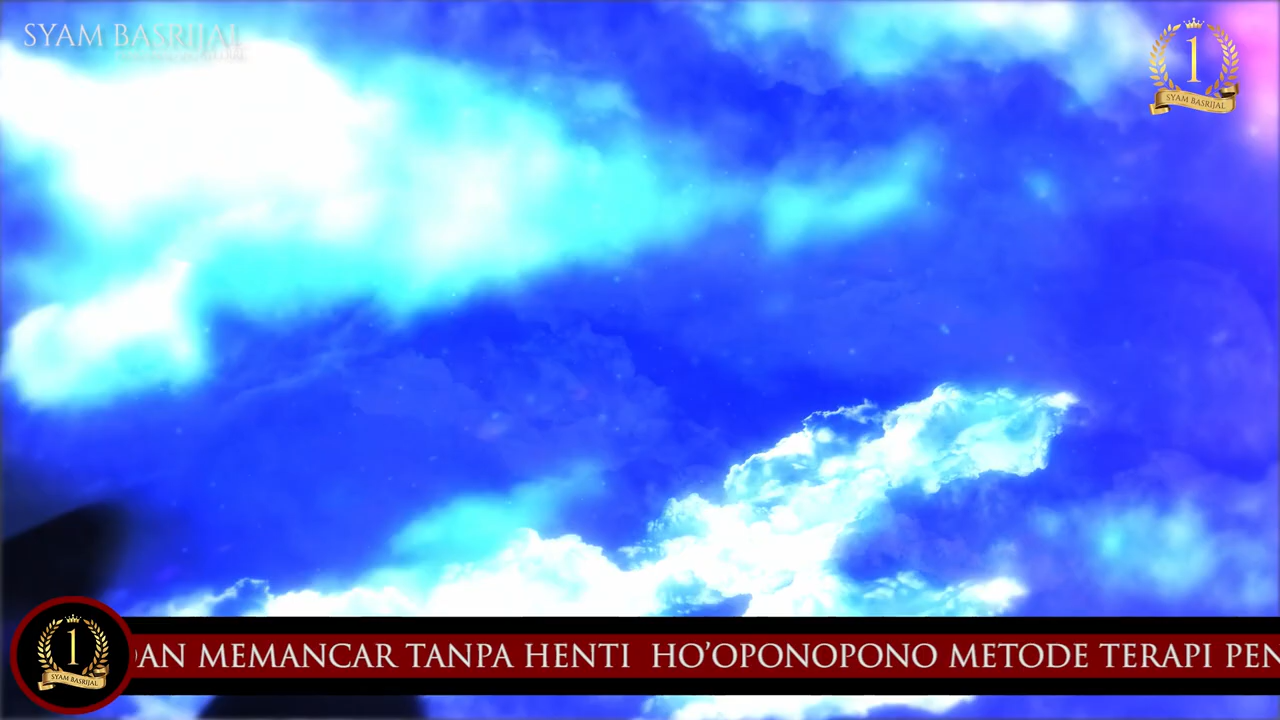 SYAM BASRIJAL
1
SYAM BASRIJAL
1
SYAM BASRIJAL
AN MEMANCAR TANPA HENTI HO'OPONOPONO METODE TERAPI PEN